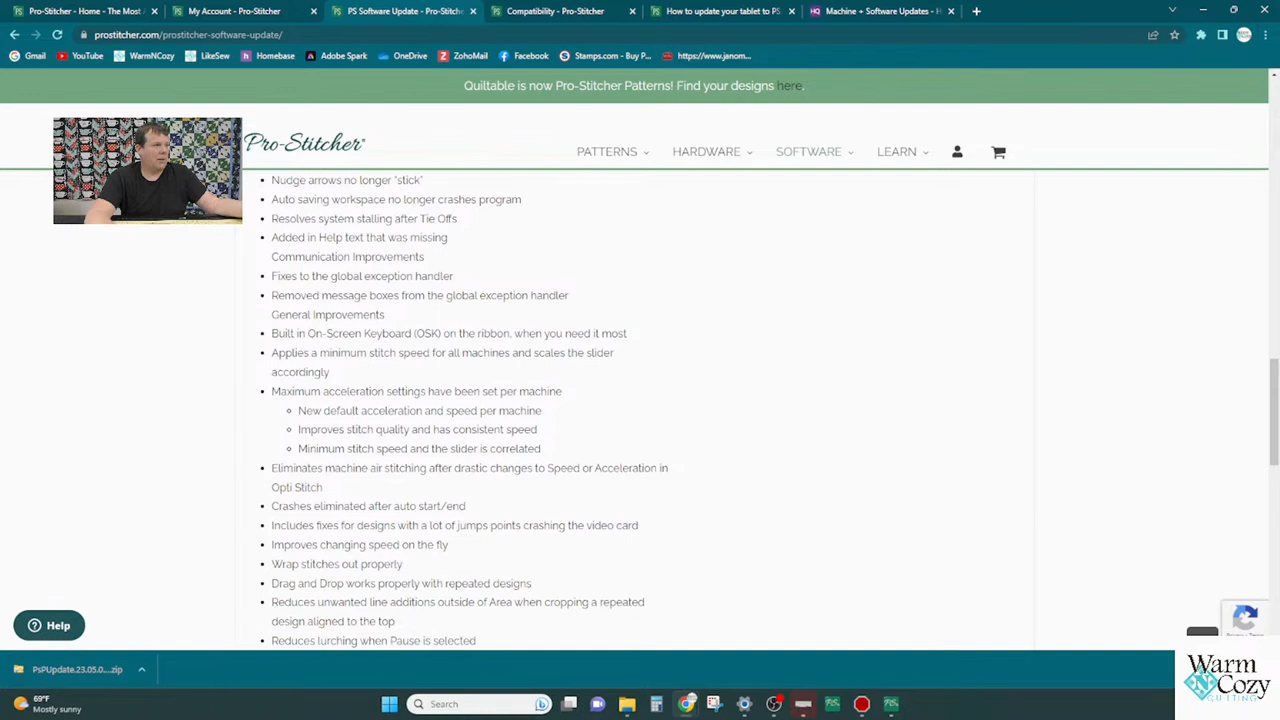 Pro-Stitcher - Home - The Most A
My Account - Pro-Stitcher
PS Software Update - Pro-Stitche
Compatibility - Pro-Stitcher
How to update your tablet to PS
Machine + Software Updates - H
prostitcher.com/prostitcher-software-update/
Gmail
YouTube
WarmNCozy
LikeSew
Homebase
Adobe Spark
OneDrive
ZohoMail
Facebook
Stamps.com - Buy P...
https://www.janom...
Quiltable is now Pro-Stitcher Patterns! Find your designs here.
Pro-Stitcher®
PATTERNS
HARDWARE
SOFTWARE
LEARN
Nudge arrows no longer "stick"
Auto saving workspace no longer crashes program
Resolves system stalling after Tie Offs
Added in Help text that was missing
Communication Improvements
Fixes to the global exception handler
Removed message boxes from the global exception handler
General Improvements
Built in On-Screen Keyboard (OSK) on the ribbon, when you need it most
Applies a minimum stitch speed for all machines and scales the slider
accordingly
Maximum acceleration settings have been set per machine
New default acceleration and speed per machine
Improves stitch quality and has consistent speed
Minimum stitch speed and the slider is correlated
Eliminates machine air stitching after drastic changes to Speed or Acceleration in
Opti Stitch
Crashes eliminated after auto start/end
Includes fixes for designs with a lot of jumps points crashing the video card
Improves changing speed on the fly
Wrap stitches out properly
Drag and Drop works properly with repeated designs
Reduces unwanted line additions outside of Area when cropping a repeated
design aligned to the top
Reduces lurching when Pause is selected
Help
PsPUpdate.23.05.0....zip
69°F
Mostly sunny
Search
Warm
N
Cozy
QUILTING